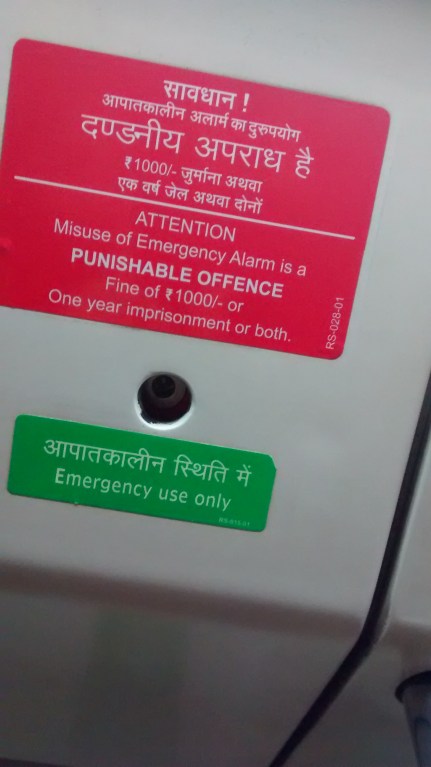 सावधान !
आपातकालीन अलार्म का दुरुपयोग
दण्डनीय अपराध है
₹1000/- जुर्माना अथवा
एक वर्ष जेल अथवा दोनों
ATTENTION
Misuse of Emergency Alarm is a
PUNISHABLE OFFENCE
Fine of ₹1000/- or
One year imprisonment or both.
RS-028-01
आपातकालीन स्थिति में
Emergency use only